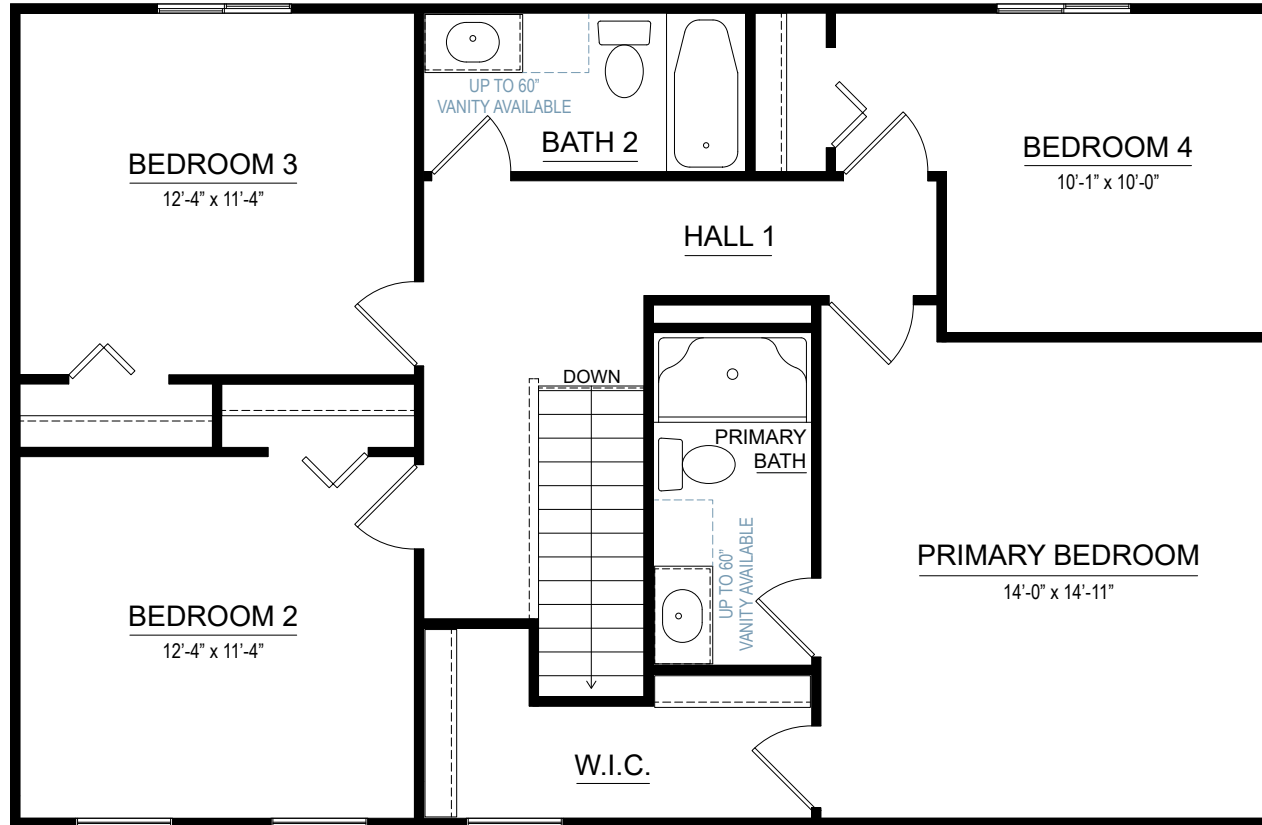 UP TO 60”
VANITY AVAILABLE
BATH 2
BEDROOM 3
12’-4” x 11’-4”
BEDROOM 4
10’-1” x 10’-0”
HALL 1
DOWN
PRIMARY
BATH
UP TO 60”
VANITY AVAILABLE
PRIMARY BEDROOM
14’-0” x 14’-11”
BEDROOM 2
12’-4” x 11’-4”
W.I.C.